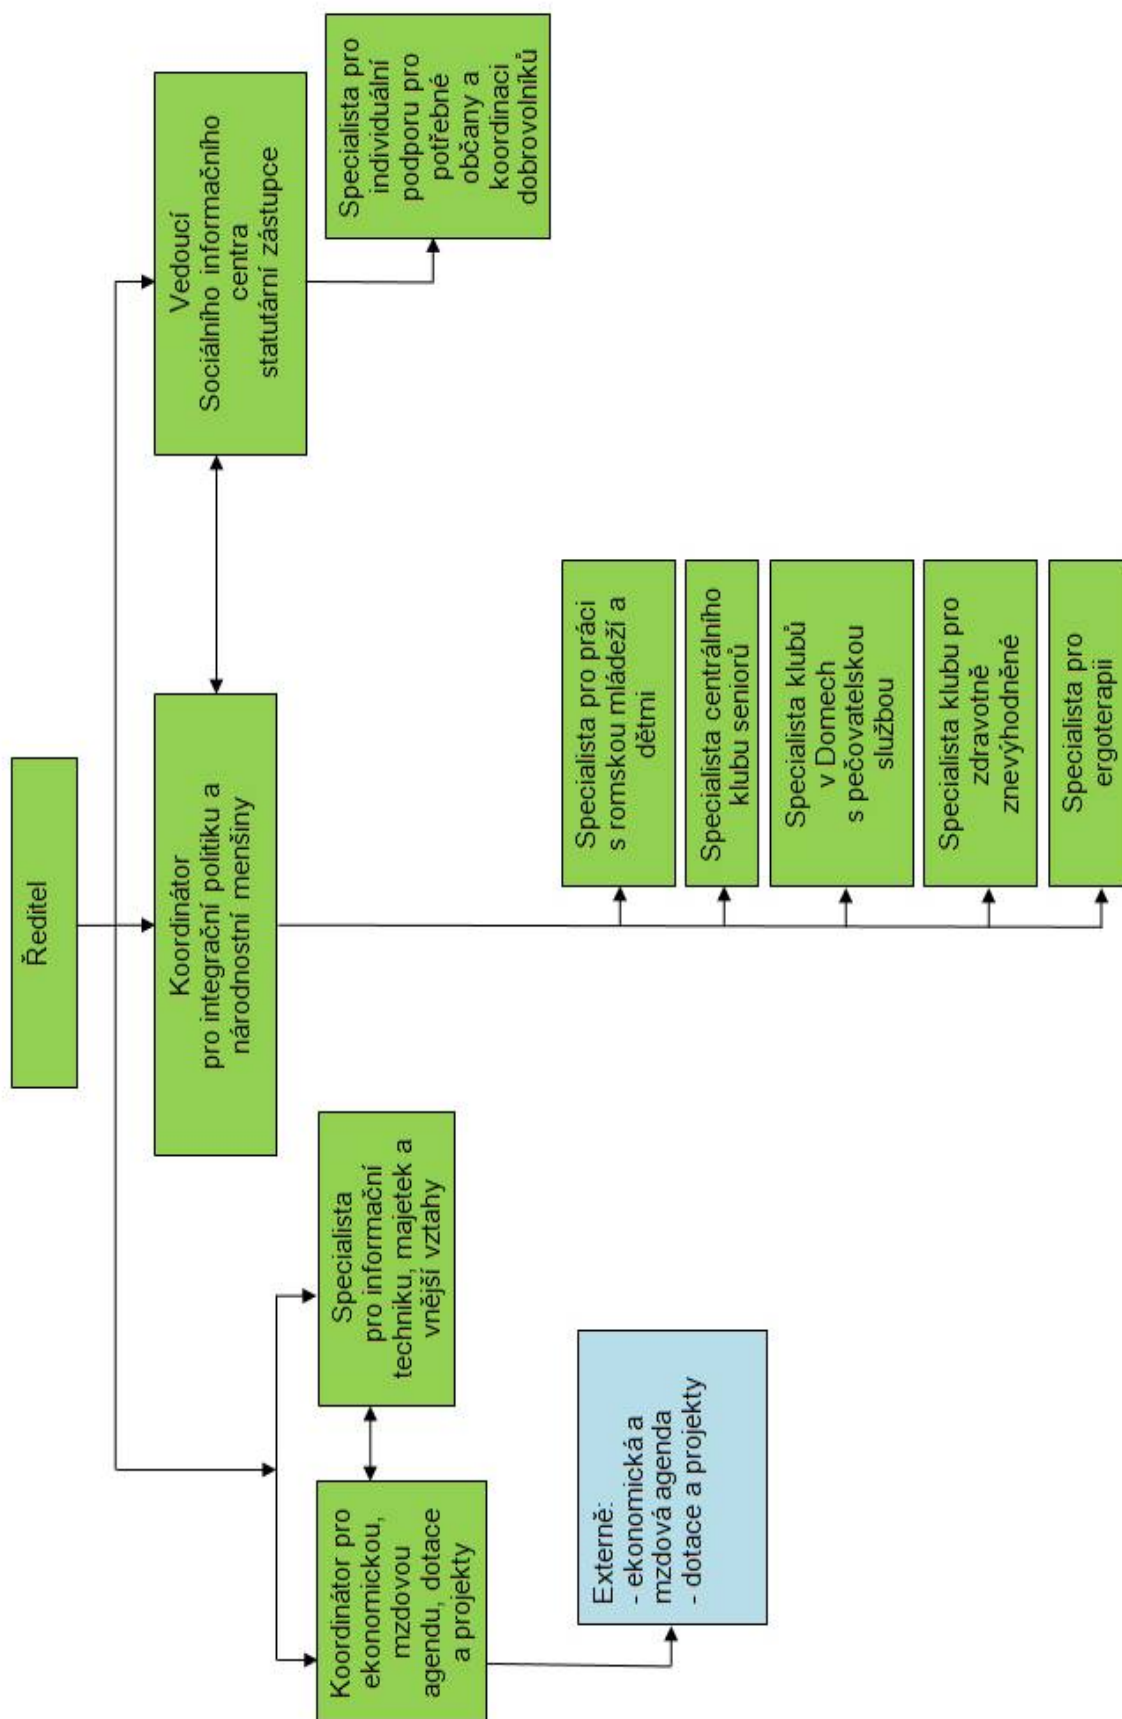 Ředitel
Koordinátor pro
ekonomickou,
mzdovou
agendu, dotace
a projekty
Specialista
pro informační
techniku, majetek a
vnější vztahy
Koordinátor
pro integrační politiku a
národnostní menšiny
Vedoucí
Sociálního informačního
centra
statutární zástupce
Specialista pro
individuální
podporu pro
potřebné
občany a
koordinaci
dobrovolníků
Externě:
- ekonomická a
mzdová agenda
- dotace a projekty
Specialista pro práci
s romskou mládeží a
dětmi
Specialista centrálního
klubu seniorů
Specialista klubů
v Domech
s pečovatelskou
službou
Specialista klubu pro
zdravotně
znevýhodněné
Specialista pro
ergoterapii